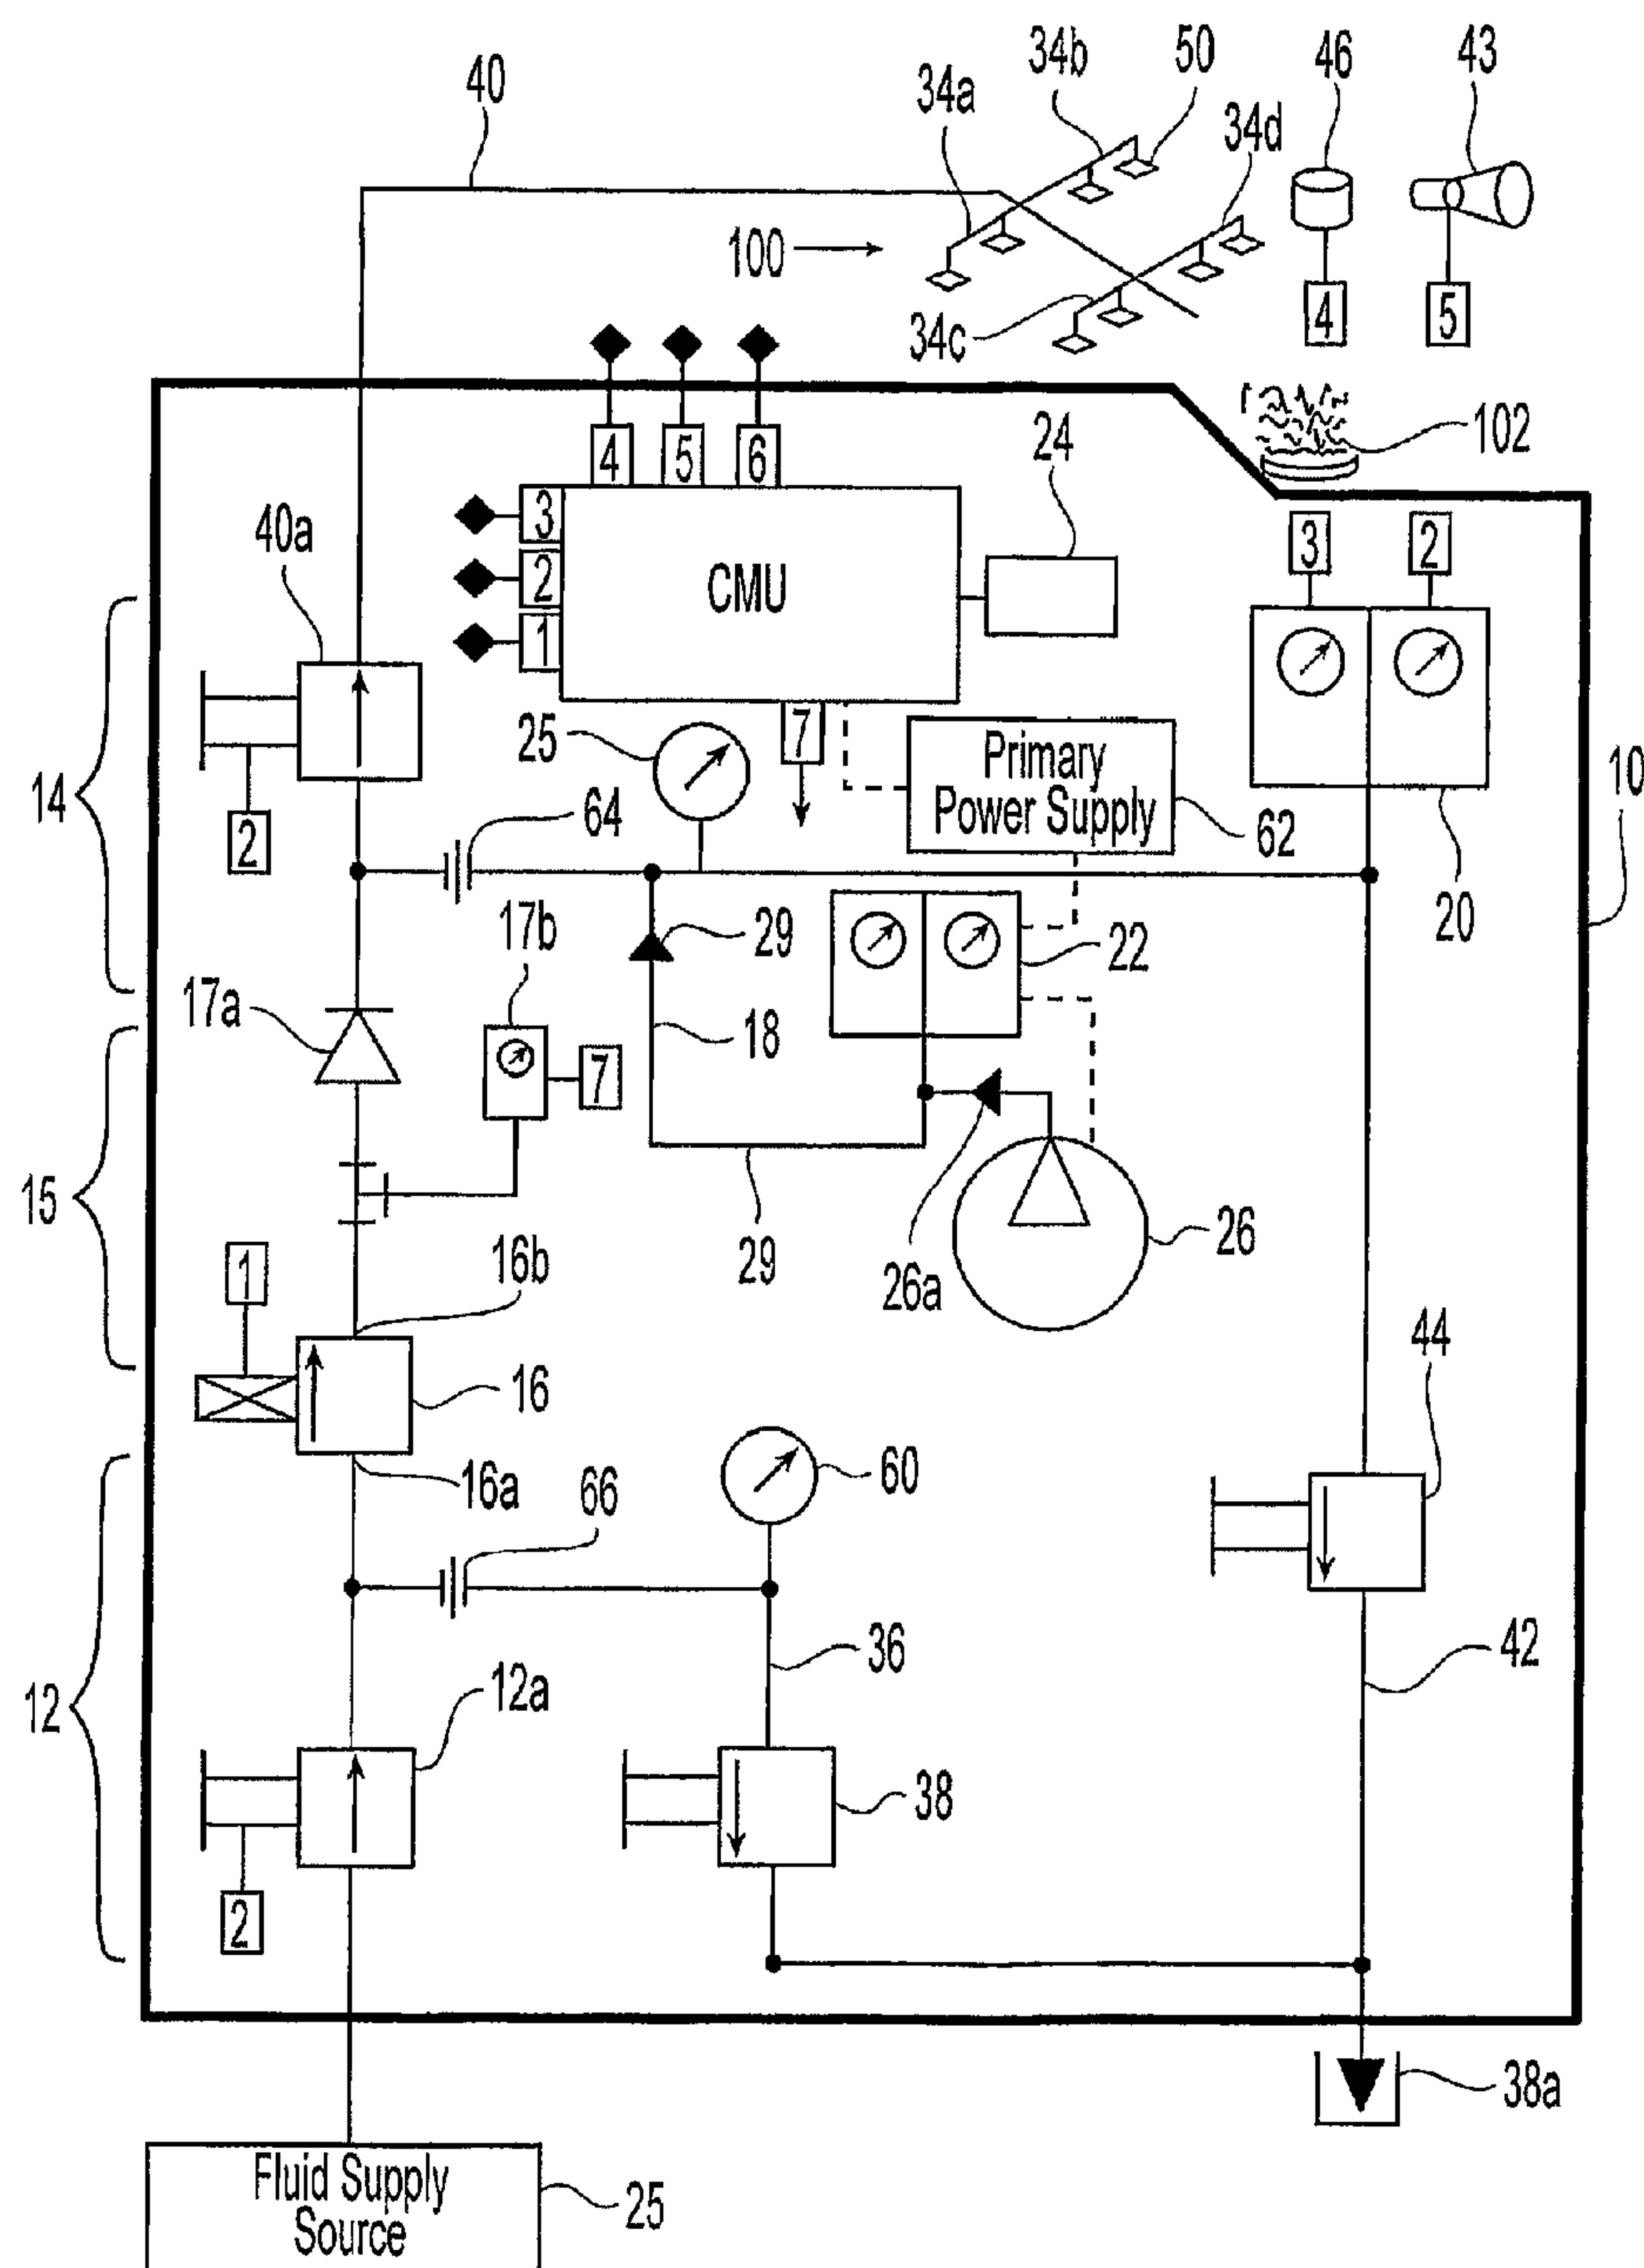 40
34a
34b
50
34d
46
43
100
34c
4
5
102
4
5
6
24
3
2
1
CMU
40a
3
2
7
25
Primary
Power Supply
62
10
14
2
64
20
17b
29
22
17a
18
7
15
29
26a
26
1
16b
16
44
16a
66
60
12
12a
36
42
38
2
38a
Fluid Supply
Source
25